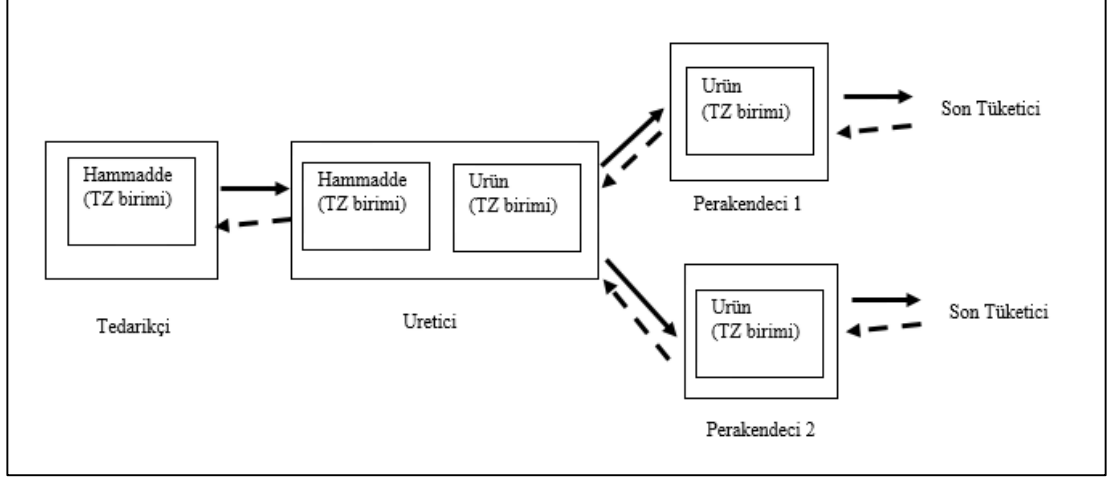 Hammadde
(TZ birimi)
Tedarikçi
Hammadde
(TZ birimi)
Urün
(TZ birimi)
Uretici
Urün
(TZ birimi)
Perakendeci 1
Son Tüketici
Urün
(TZ birimi)
Perakendeci 2
Son Tüketici